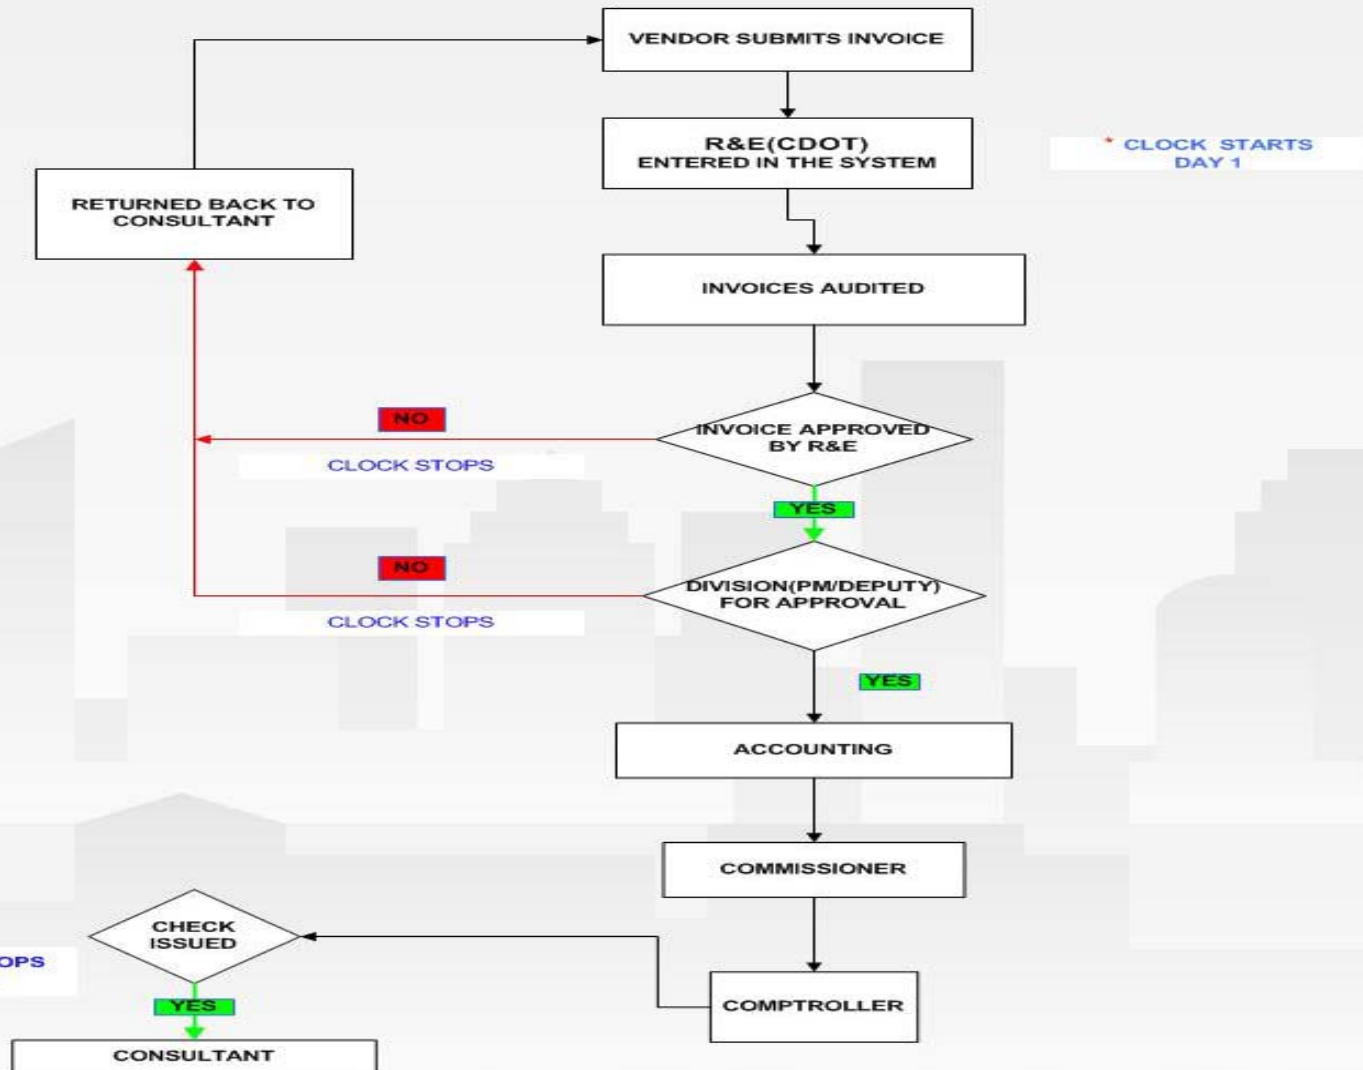 VENDOR SUBMITS INVOICE
R&E(CDOT)
ENTERED IN THE SYSTEM
* CLOCK STARTS
DAY 1
RETURNED BACK TO
CONSULTANT
INVOICES AUDITED
NO
INVOICE APPROVED
BY R&E
CLOCK STOPS
YES
NO
DIVISION(PM/DEPUTY)
FOR APPROVAL
CLOCK STOPS
YES
ACCOUNTING
COMMISSIONER
CHECK
ISSUED
OPS
YES
COMPTROLLER
CONSULTANT